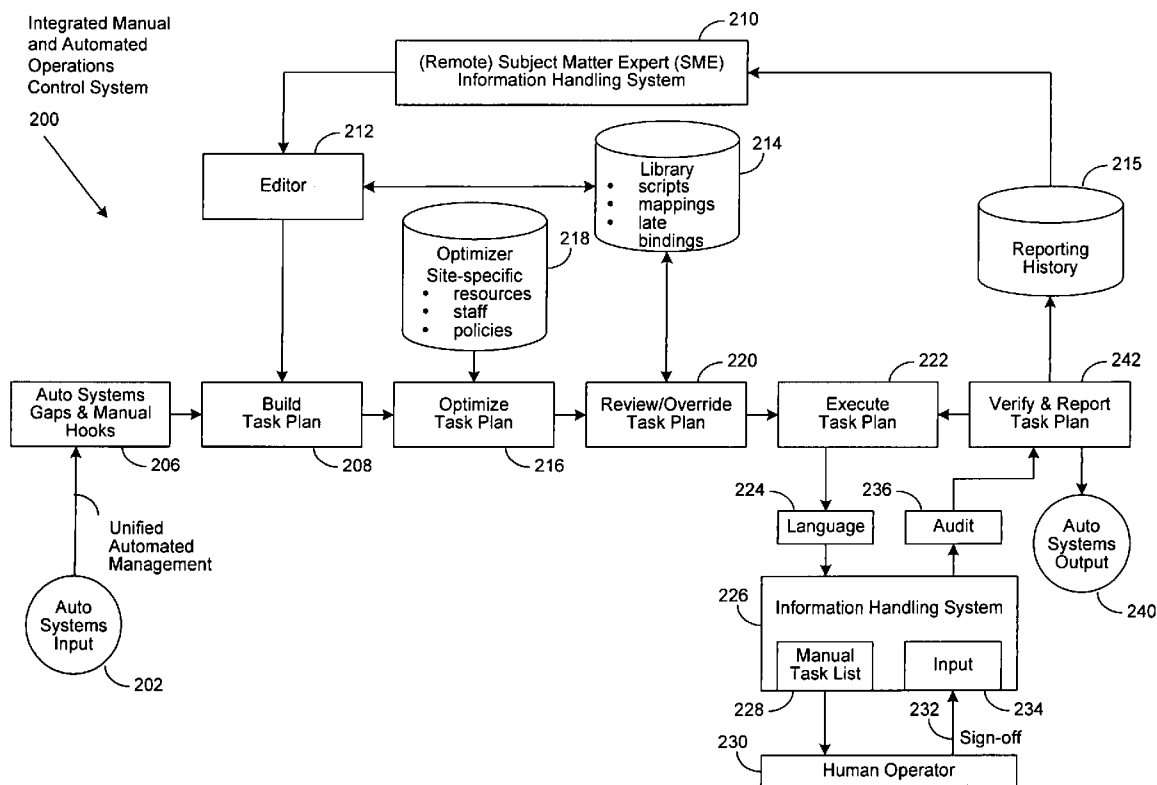 Integrated Manual
and Automated
Operations
Control System
200
210
(Remote) Subject Matter Expert (SME)
Information Handling System
212
Editor
214
Library
• scripts
• mappings
• late
bindings
215
Reporting
History
218
Optimizer
Site-specific
• resources
• staff
• policies
Auto Systems
Gaps & Manual
Hooks
206
Build
Task Plan
208
Optimize
Task Plan
216
220
Review/Override
Task Plan
222
Execute
Task Plan
242
Verify & Report
Task Plan
Unified
Automated
Management
Auto
Systems
Input
202
224
Language
236
Audit
Auto
Systems
Output
240
226
Information Handling System
Manual
Task List
Input
228
232
234
Sign-off
230
Human Operator